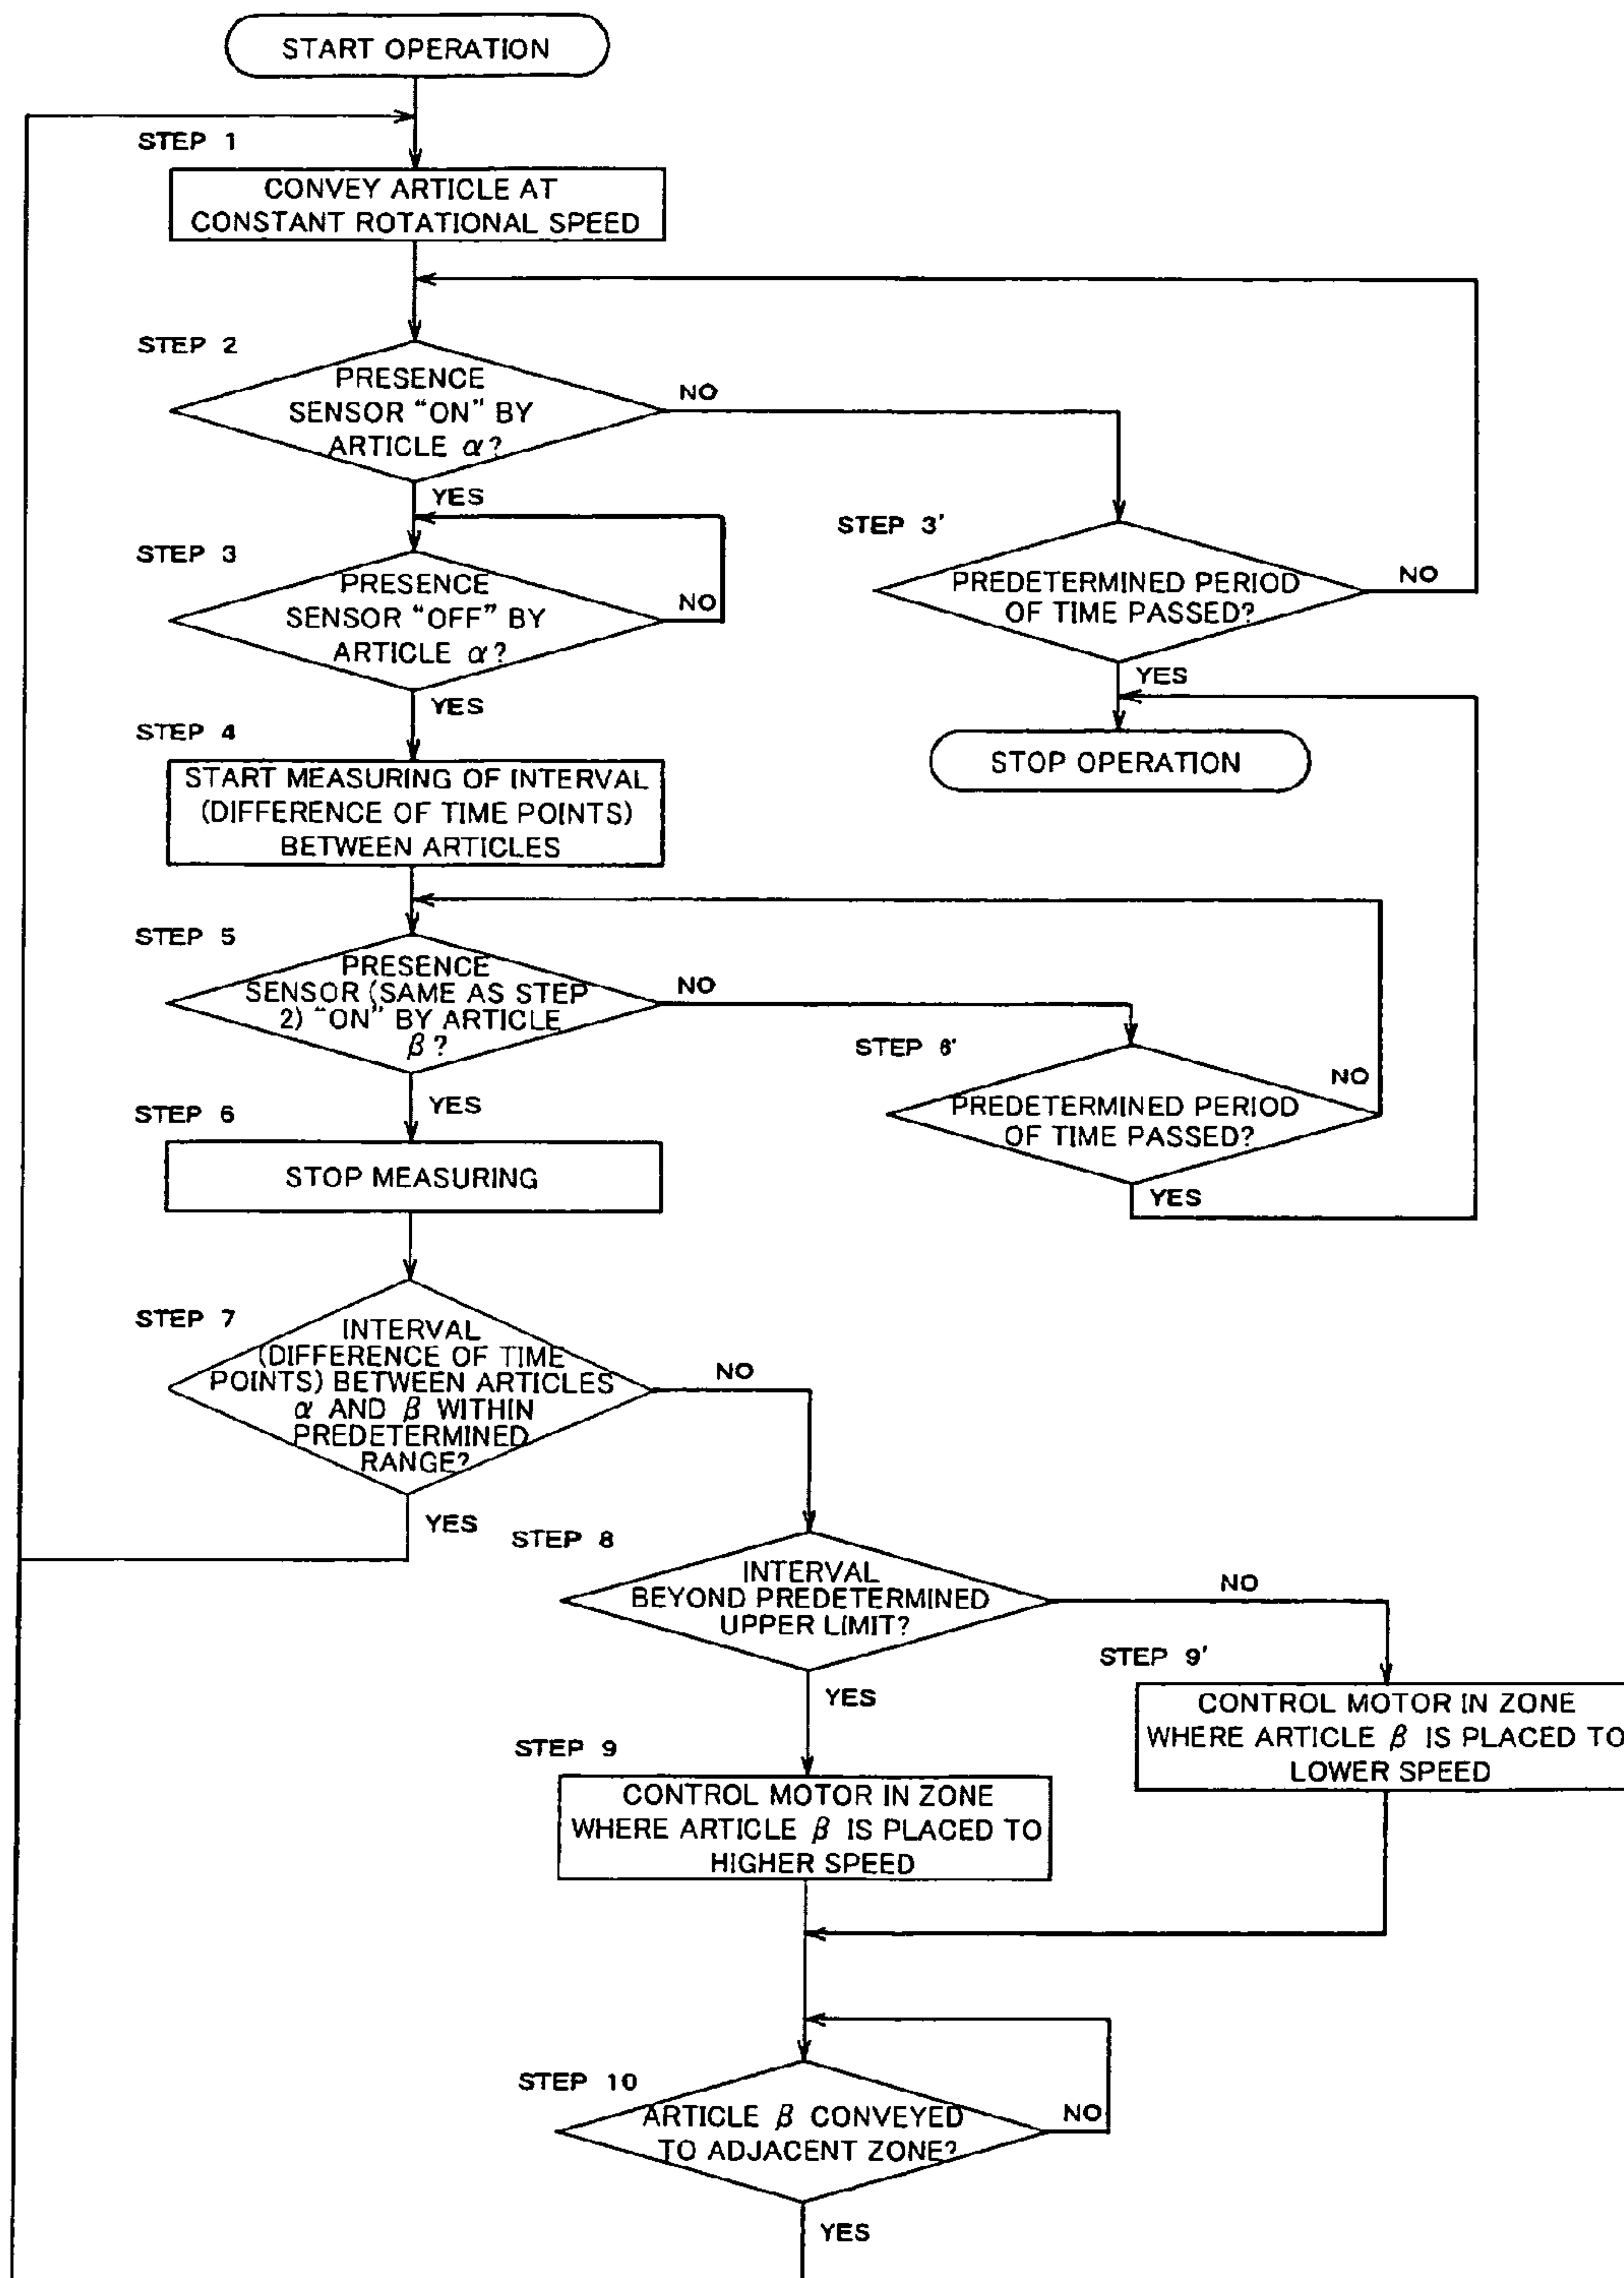 START OPERATION
STEP 1
CONVEY ARTICLE AT
CONSTANT ROTATIONAL SPEED
STEP 2
PRESENCE
SENSOR "ON" BY
ARTICLE α?
NO
YES
STEP 3
PRESENCE
SENSOR "OFF" BY
ARTICLE α?
NO
YES
STEP 3'
PREDETERMINED PERIOD
OF TIME PASSED?
NO
YES
STOP OPERATION
STEP 4
START MEASURING OF INTERVAL
(DIFFERENCE OF TIME POINTS)
BETWEEN ARTICLES
STEP 5
PRESENCE
SENSOR (SAME AS STEP
2) "ON" BY ARTICLE
β?
NO
YES
STEP 6'
PREDETERMINED PERIOD
OF TIME PASSED?
NO
YES
STEP 6
STOP MEASURING
STEP 7
INTERVAL
(DIFFERENCE OF TIME
POINTS) BETWEEN ARTICLES
α AND β WITHIN
PREDETERMINED
RANGE?
NO
YES
STEP 8
INTERVAL
BEYOND PREDETERMINED
UPPER LIMIT?
NO
YES
STEP 9'
CONTROL MOTOR IN ZONE
WHERE ARTICLE β IS PLACED TO
LOWER SPEED
STEP 9
CONTROL MOTOR IN ZONE
WHERE ARTICLE β IS PLACED TO
HIGHER SPEED
STEP 10
ARTICLE β CONVEYED
TO ADJACENT ZONE?
NO
YES